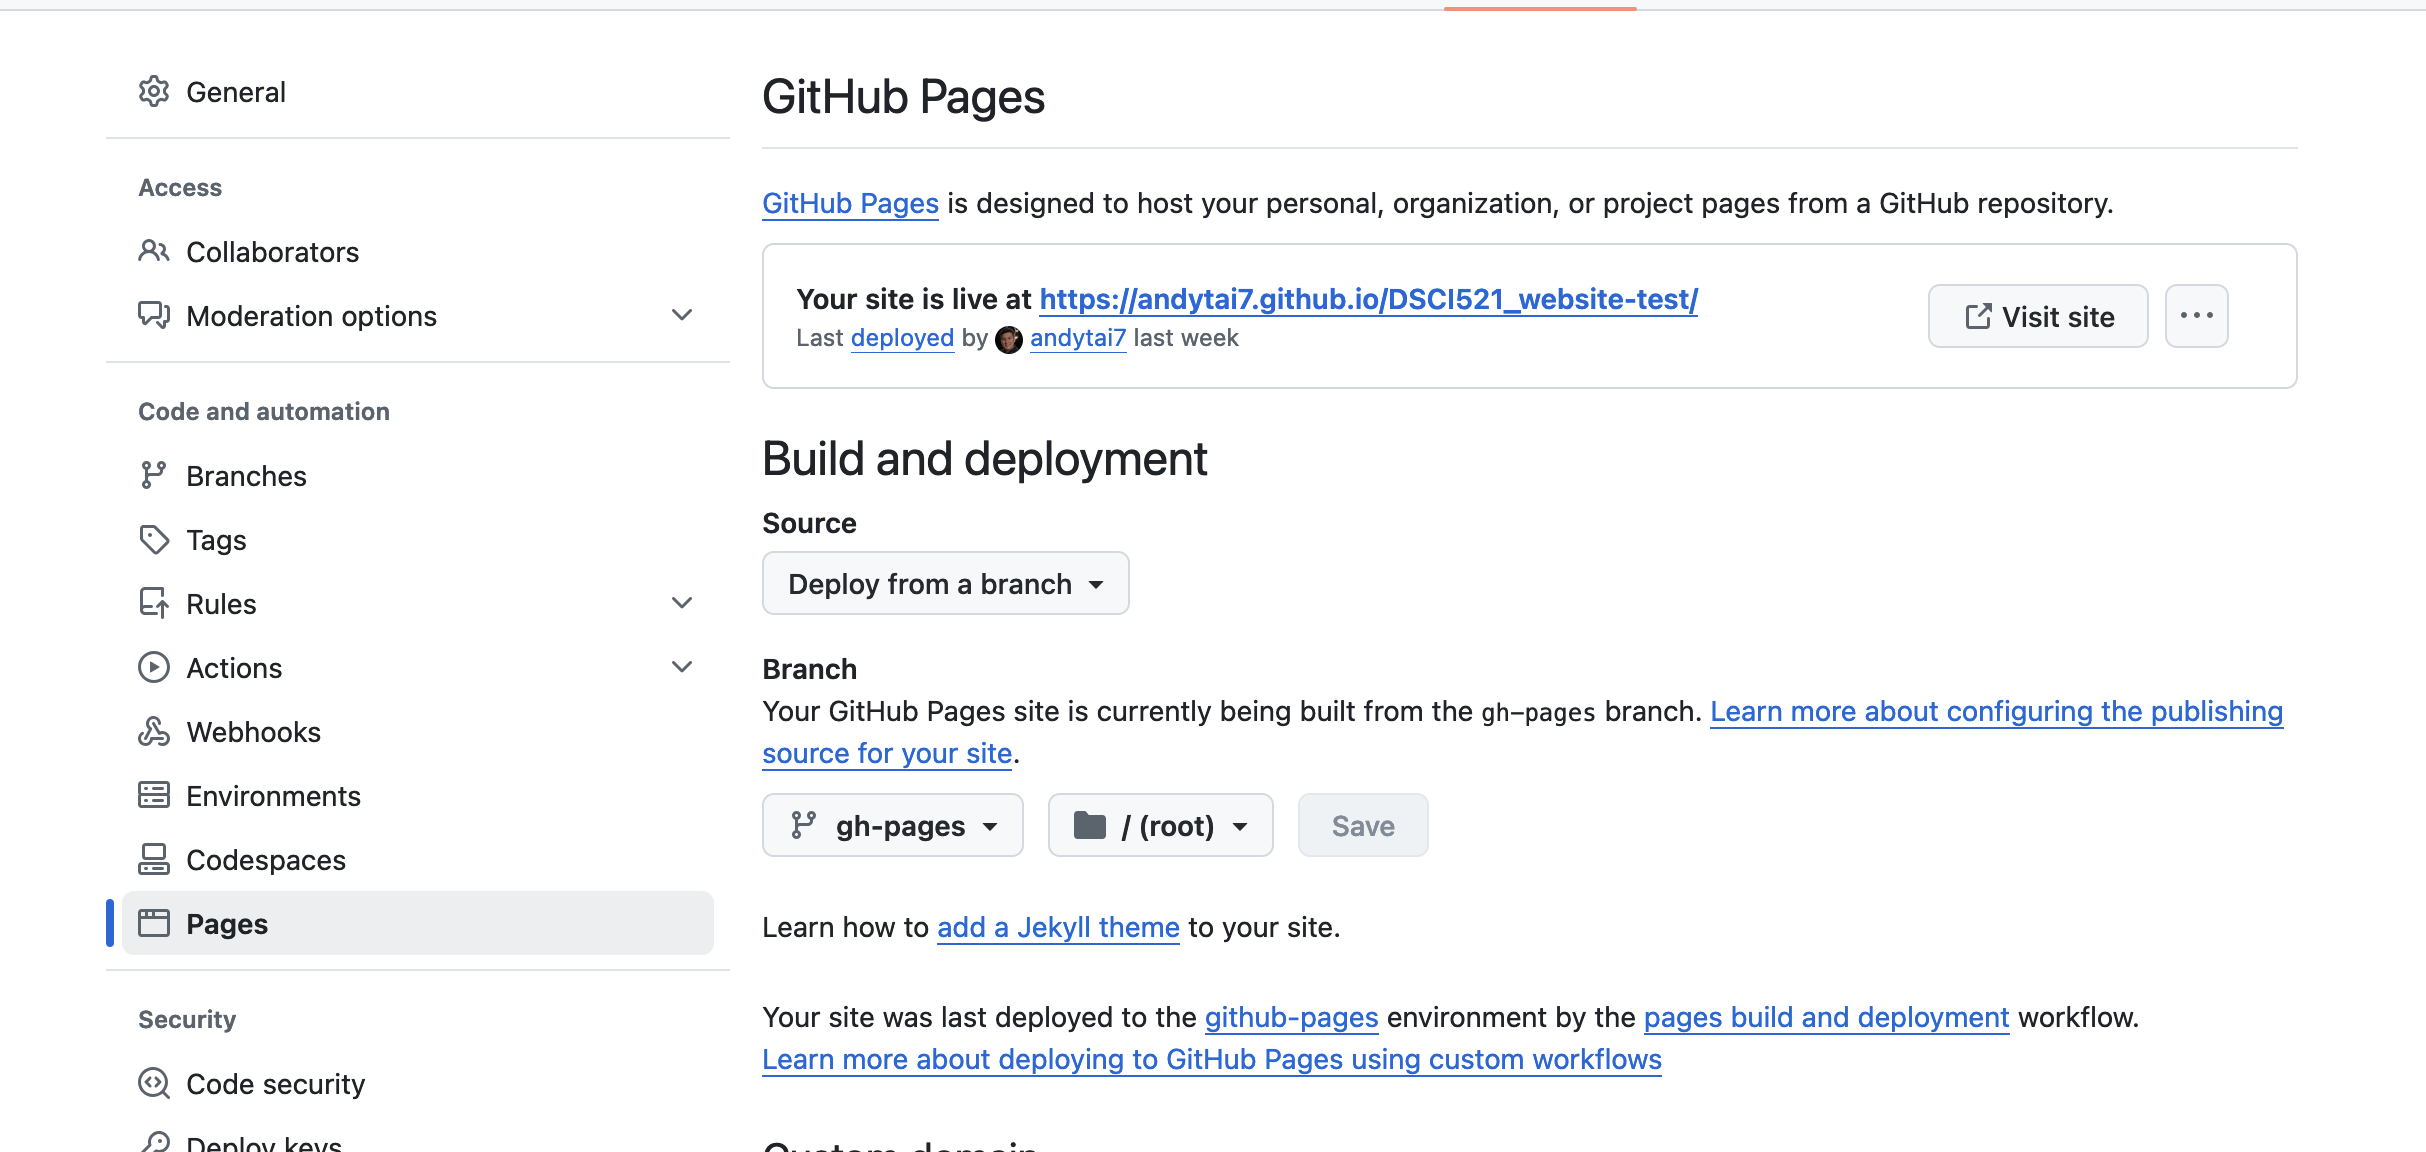 General
Access
Collaborators
Moderation options
Code and automation
Branches
Tags
Rules
Actions
Webhooks
Environments
Codespaces
Pages
Security
Code security
Deploy keys
GitHub Pages
GitHub Pages is designed to host your personal, organization, or project pages from a GitHub repository.
Your site is live at https://andytai7.github.io/DSCI521_website-test/
Last deployed by andytai7 last week
Visit site
Build and deployment
Source
Deploy from a branch
Branch
Your GitHub Pages site is currently being built from the gh-pages branch. Learn more about configuring the publishing
source for your site.
gh-pages
/ (root)
Save
Learn how to add a Jekyll theme to your site.
Your site was last deployed to the github-pages environment by the pages build and deployment workflow.
Learn more about deploying to GitHub Pages using custom workflows
Custom domain